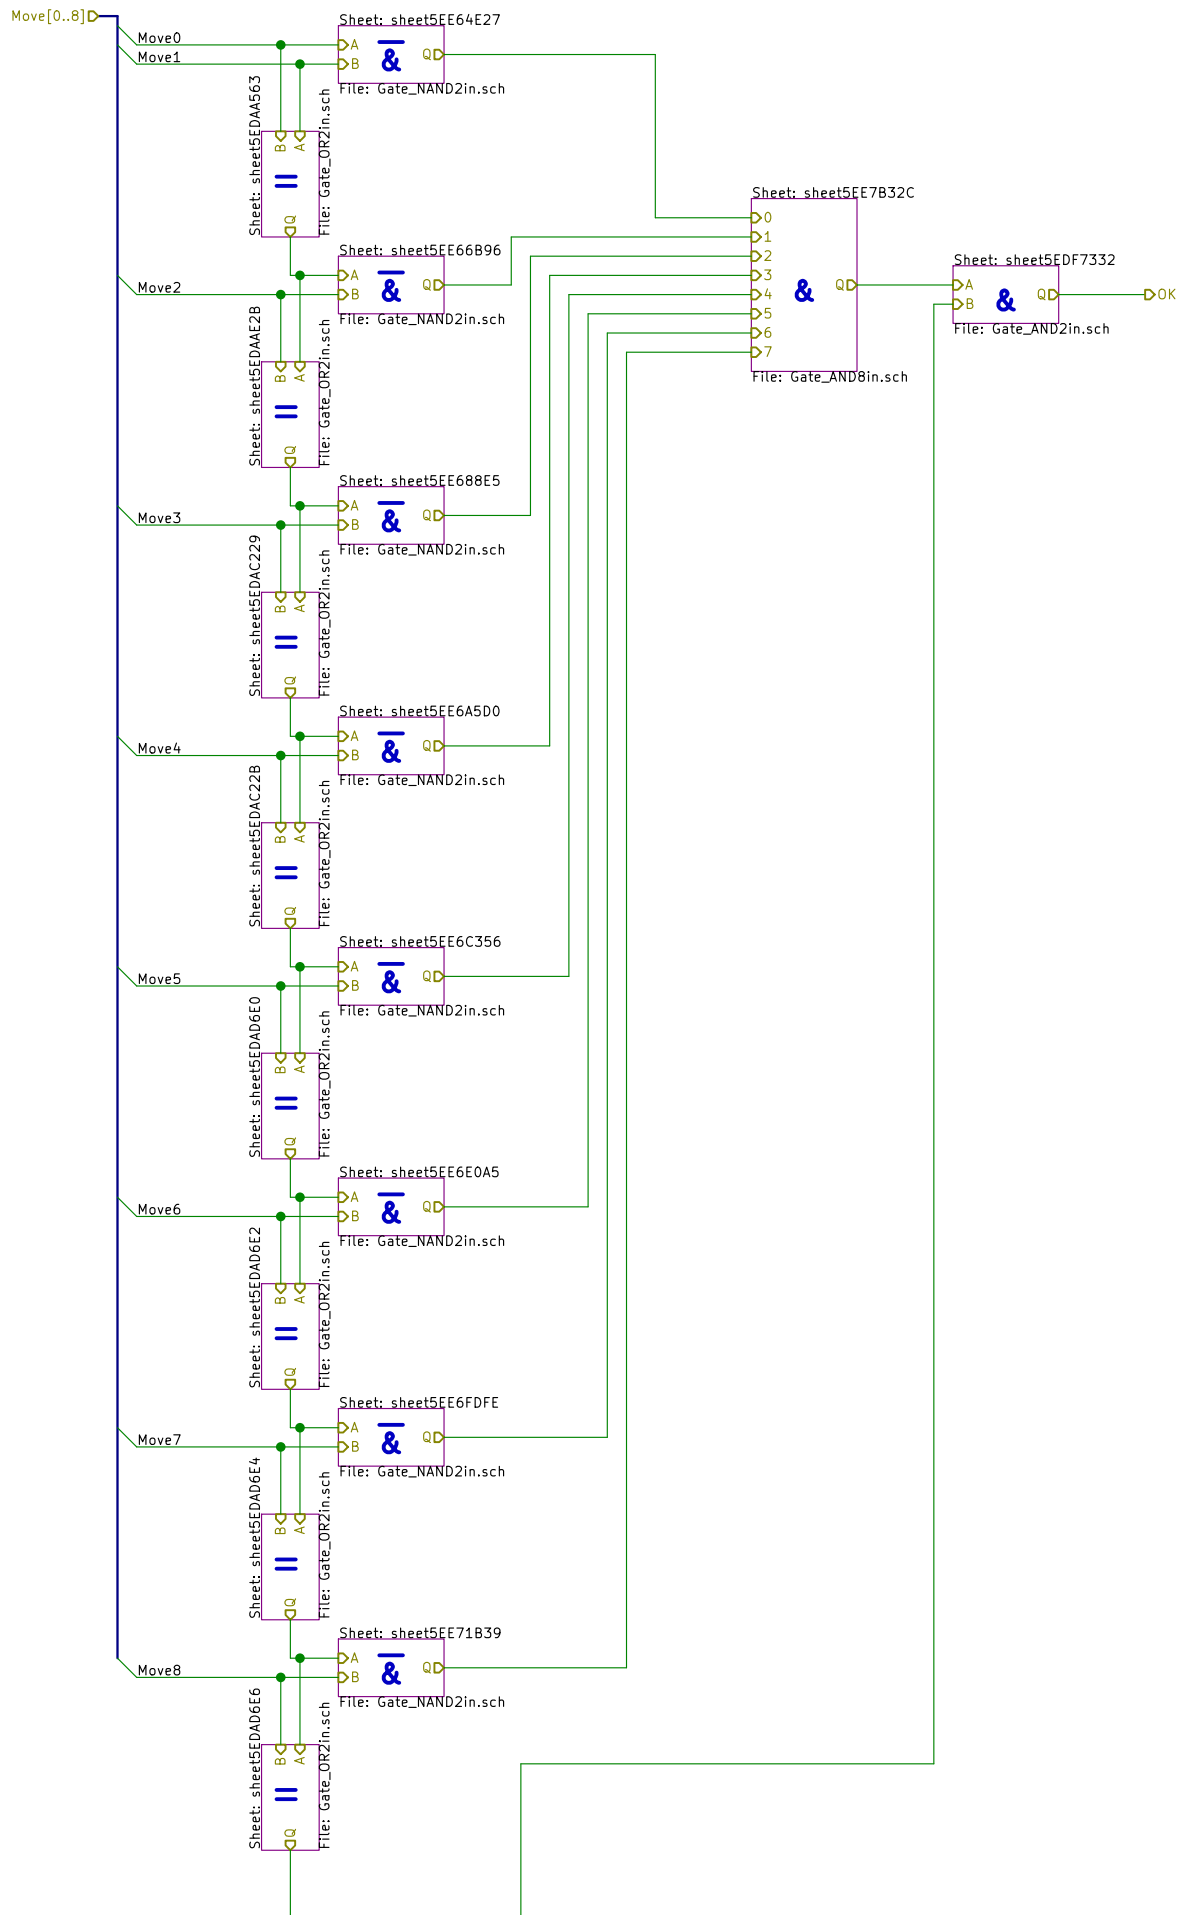 Move[0..8]
Sheet: sheet5EE64E27
Move0
A
&
Q
Move1
B
File: Gate_NAND2in.sch
Sheet: sheet5EDAA563
B
A
=
Q
File: Gate_OR2in.sch
Sheet: sheet5EE66B96
A
&
Q
Move2
B
File: Gate_NAND2in.sch
Sheet: sheet5EDAAE2B
B
A
=
Q
File: Gate_OR2in.sch
Sheet: sheet5EE688E5
A
&
Q
Move3
B
File: Gate_NAND2in.sch
Sheet: sheet5EDAC229
B
A
=
Q
File: Gate_OR2in.sch
Sheet: sheet5EE6A5D0
A
&
Q
Move4
B
File: Gate_NAND2in.sch
Sheet: sheet5EDAC22B
B
A
=
Q
File: Gate_OR2in.sch
Sheet: sheet5EE6C356
A
&
Q
Move5
B
File: Gate_NAND2in.sch
Sheet: sheet5EDAD6E0
B
A
=
Q
File: Gate_OR2in.sch
Sheet: sheet5EE6E0A5
A
&
Q
Move6
B
File: Gate_NAND2in.sch
Sheet: sheet5EDAD6E2
B
A
=
Q
File: Gate_OR2in.sch
Sheet: sheet5EE6FDFE
A
&
Q
Move7
B
File: Gate_NAND2in.sch
Sheet: sheet5EDAD6E4
B
A
=
Q
File: Gate_OR2in.sch
Sheet: sheet5EE71B39
A
&
Q
Move8
B
File: Gate_NAND2in.sch
Sheet: sheet5EDAD6E6
B
A
=
Q
File: Gate_OR2in.sch
Sheet: sheet5EE7B32C
0
1
2
3
4
5
6
7
&
Q
File: Gate_AND8in.sch
Sheet: sheet5EDF7332
A
B
&
Q
File: Gate_AND2in.sch
OK